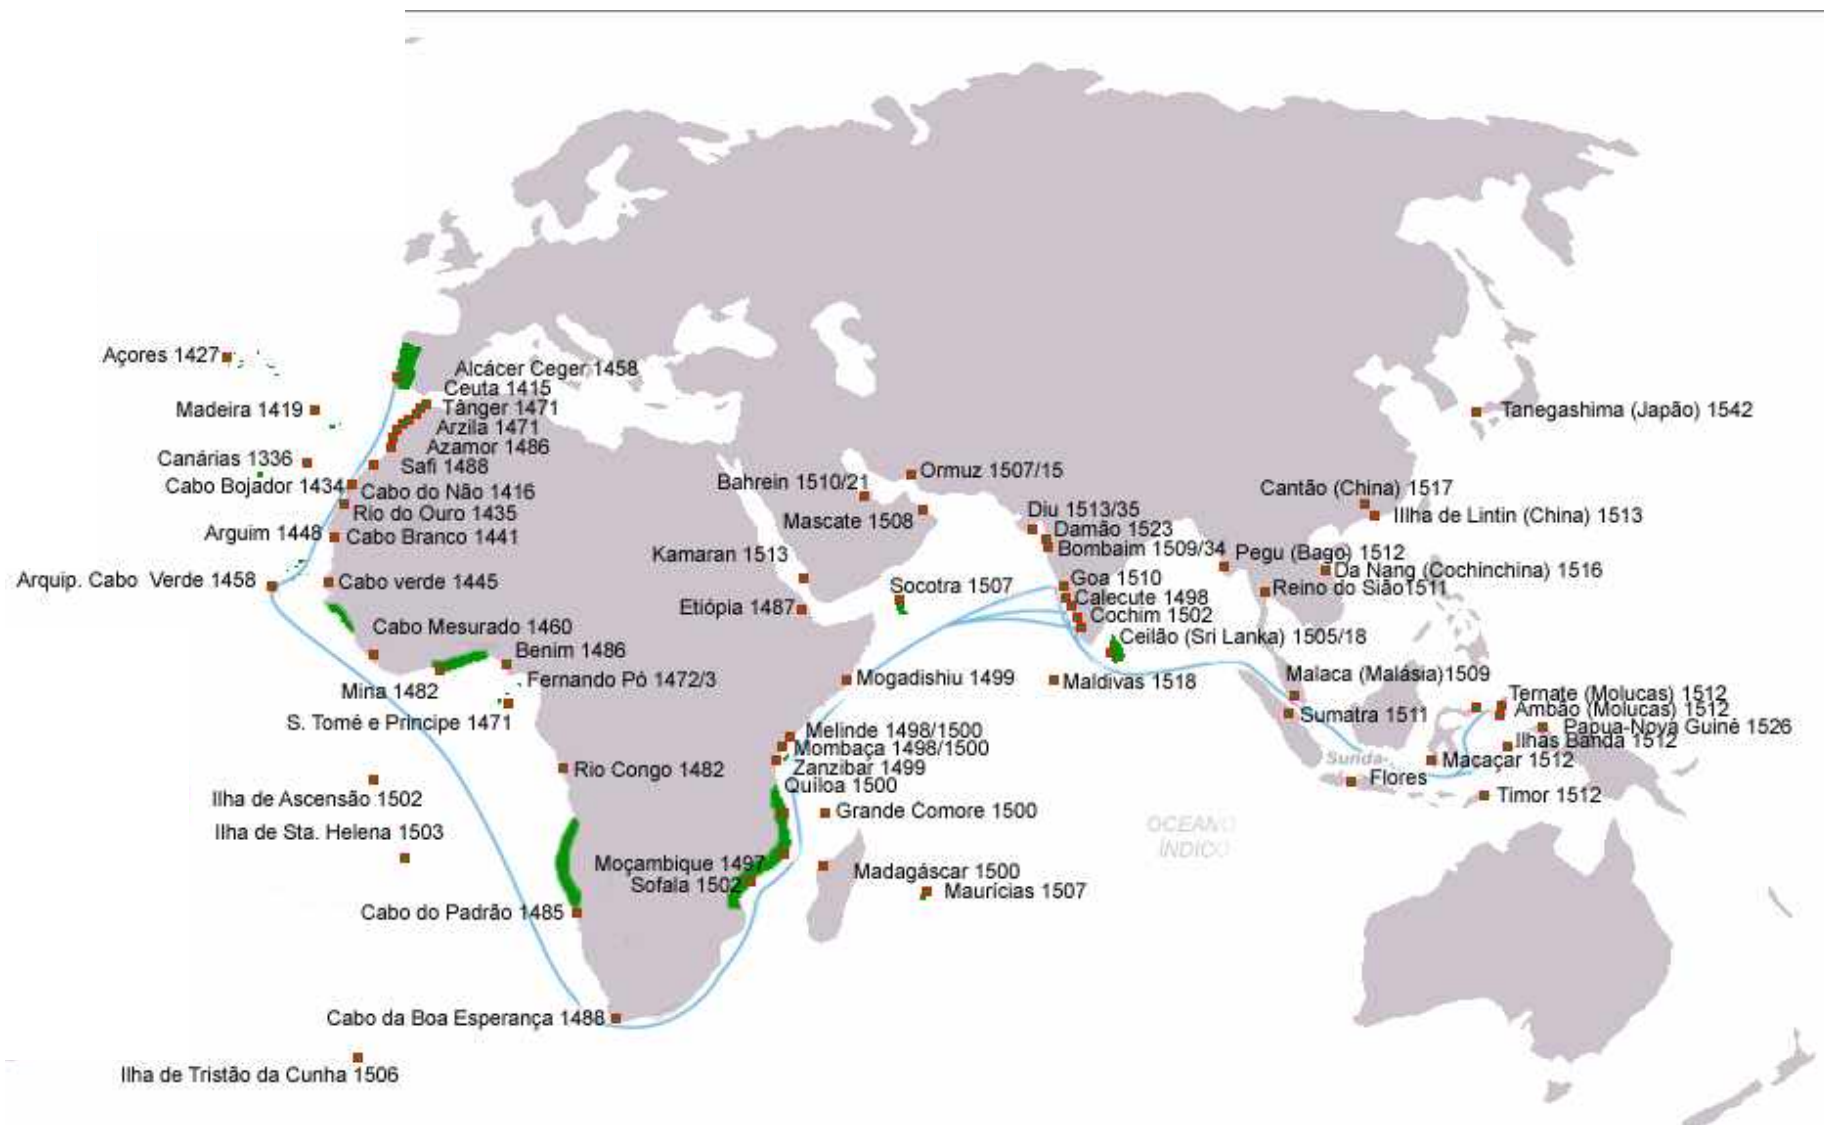 Açores 1427
Alcácer Ceger 1458
Ceuta 1415
Madeira 1419
Tânger 1471
Arzila 1471
Azamor 1486
Canárias 1336
Safi 1488
Cabo Bojador 1434
Cabo do Não 1416
Rio do Ouro 1435
Arguim 1448
Cabo Branco 1441
Arquip. Cabo Verde 1458
Cabo verde 1445
Cabo Mesurado 1460
Benim 1486
Mina 1482
Fernando Pó 1472/3
S. Tomé e Principe 1471
Rio Congo 1482
Ilha de Ascensão 1502
Ilha de Sta. Helena 1503
Cabo do Padrão 1485
Cabo da Boa Esperança 1488
Ilha de Tristão da Cunha 1506
Ormuz 1507/15
Bahrein 1510/21
Mascate 1508
Kamaran 1513
Socotra 1507
Etiópia 1487
Mogadishiu 1499
Melinde 1498/1500
Mombaça 1498/1500
Zanzibar 1499
Quiloa 1500
Grande Comore 1500
Moçambique 1497
Sofala 1502
Madagáscar 1500
Maurícias 1507
Diu 1513/35
Damão 1523
Bombaim 1509/34
Goa 1510
Calecute 1498
Cochim 1502
Ceilão (Sri Lanka) 1505/18
Maldivas 1518
Tanegashima (Japão) 1542
Cantão (China) 1517
Illha de Lintin (China) 1513
Pegu (Bago) 1512
Da Nang (Cochinchina) 1516
Reino do Sião1511
Malaca (Malásia)1509
Sumatra 1511
Ternate (Molucas) 1512
Ambão (Molucas) 1512
Papua-Nova Guiné 1526
Ilhas Banda 1512
Macaçar 1512
Sunda
Flores
Timor 1512
OCEANO
ÍNDICO